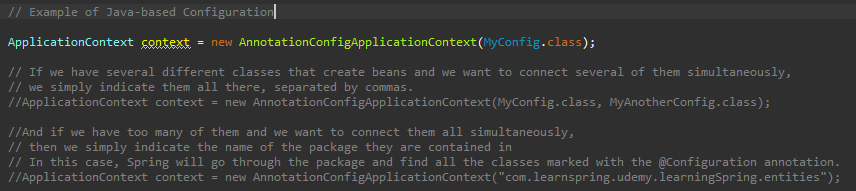 // Example of Java-based Configuration
ApplicationContext context = new AnnotationConfigApplicationContext(MyConfig.class);
// If we have several different classes that create beans and we want to connect several of them simultaneously,
// we simply indicate them all there, separated by commas.
//ApplicationContext context = new AnnotationConfigApplicationContext(MyConfig.class, MyAnotherConfig.class);
//And if we have too many of them and we want to connect them all simultaneously,
// then we simply indicate the name of the package they are contained in
// In this case, Spring will go through the package and find all the classes marked with the @Configuration annotation.
//ApplicationContext context = new AnnotationConfigApplicationContext("com.learnspring.udemy.learningSpring.entities");